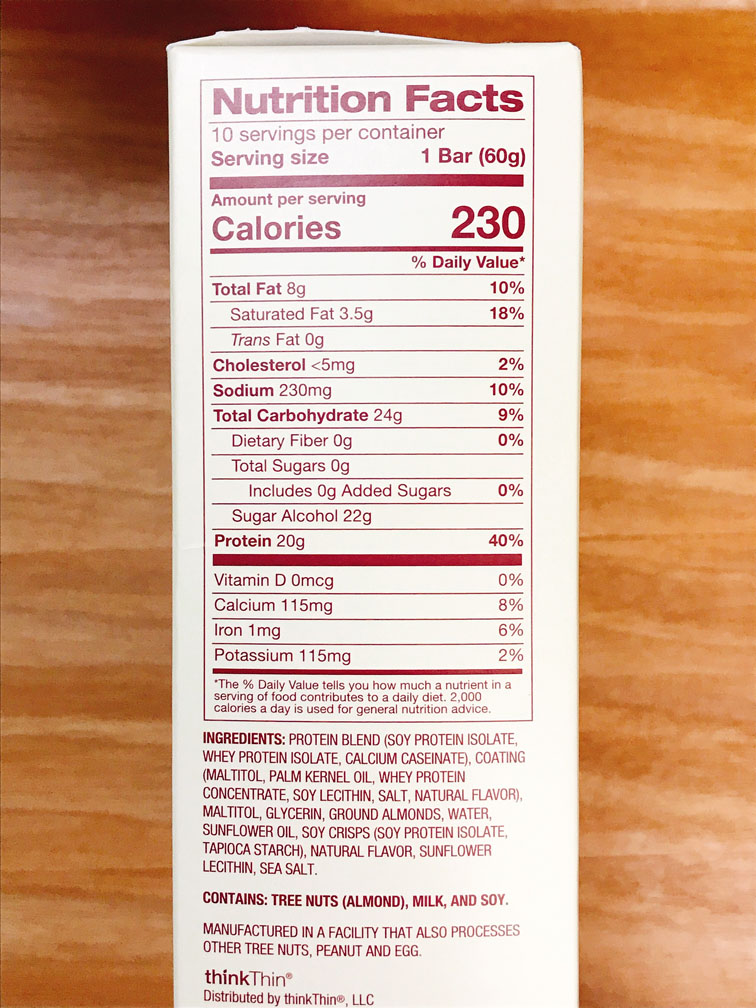 Nutrition Facts
10 servings per container
Serving size 1 Bar (60g)
Amount per serving
Calories 230
% Daily Value*
Total Fat 8g 10%
Saturated Fat 3.5g 18%
Trans Fat 0g
Cholesterol <5mg 2%
Sodium 230mg 10%
Total Carbohydrate 24g 9%
Dietary Fiber 0g 0%
Total Sugars 0g
Includes 0g Added Sugars 0%
Sugar Alcohol 22g
Protein 20g 40%
Vitamin D 0mcg 0%
Calcium 115mg 8%
Iron 1mg 6%
Potassium 115mg 2%
*The % Daily Value tells you how much a nutrient in a
serving of food contributes to a daily diet. 2,000
calories a day is used for general nutrition advice.
INGREDIENTS: PROTEIN BLEND (SOY PROTEIN ISOLATE,
WHEY PROTEIN ISOLATE, CALCIUM CASEINATE), COATING
(MALTITOL, PALM KERNEL OIL, WHEY PROTEIN
CONCENTRATE, SOY LECITHIN, SALT, NATURAL FLAVOR),
MALTITOL, GLYCERIN, GROUND ALMONDS, WATER,
SUNFLOWER OIL, SOY CRISPS (SOY PROTEIN ISOLATE,
TAPIOCA STARCH), NATURAL FLAVOR, SUNFLOWER
LECITHIN, SEA SALT.
CONTAINS: TREE NUTS (ALMOND), MILK, AND SOY.
MANUFACTURED IN A FACILITY THAT ALSO PROCESSES
OTHER TREE NUTS, PEANUT AND EGG.
thinkThin®
Distributed by thinkThin®, LLC